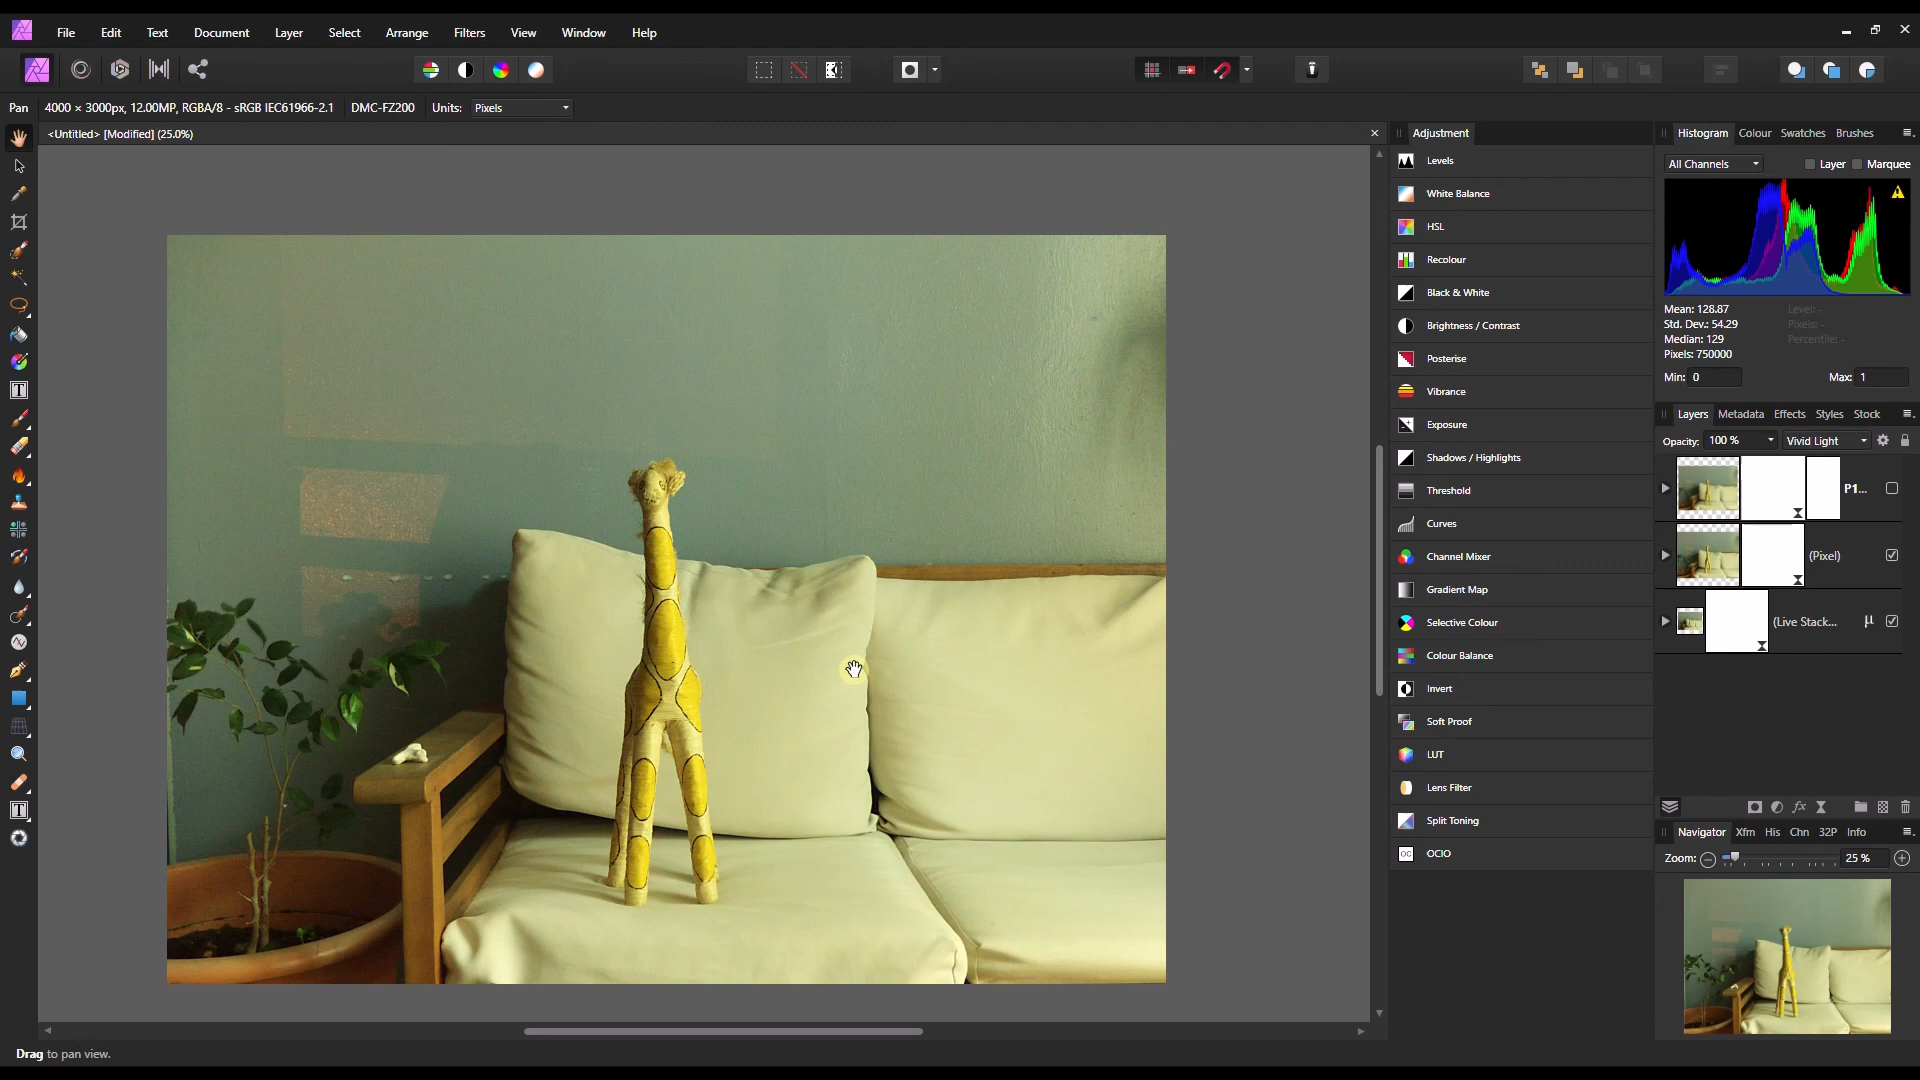 File Edit Text Document Layer Select Arrange Filters View Window Help
Pan 4000 × 3000px, 12.00MP, RGBA/8 - sRGB IEC61966-2.1 DMC-FZ200 Units: Pixels
<Untitled> [Modified] (25.0%)
Adjustment
Levels
White Balance
HSL
Recolour
Black & White
Brightness / Contrast
Posterise
Vibrance
Exposure
Shadows / Highlights
Threshold
Curves
Channel Mixer
Gradient Map
Selective Colour
Colour Balance
Invert
Soft Proof
LUT
Lens Filter
Split Toning
OC OCIO
Histogram Colour Swatches Brushes
All Channels Layer Marquee
Mean: 128.87 Level: -
Std. Dev.: 54.29 Pixels: -
Median: 129 Percentile: -
Pixels: 750000
Min: 0 Max: 1
Layers Metadata Effects Styles Stock
Opacity: 100 % Vivid Light
P1...
(Pixel)
(Live Stack... μ
Navigator Xfm His Chn 32P Info
Zoom: 25 %
Drag to pan view.